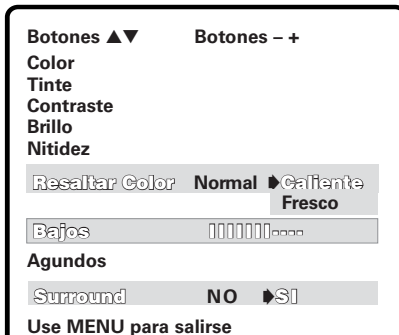 Botones ▲▼ Botones – +
Color
Tinte
Contraste
Brillo
Nitidez
Resaltar Color Normal ➧Caliente
Fresco
Bajos
Agundos
Surround NO ➧SI
Use MENU para salirse